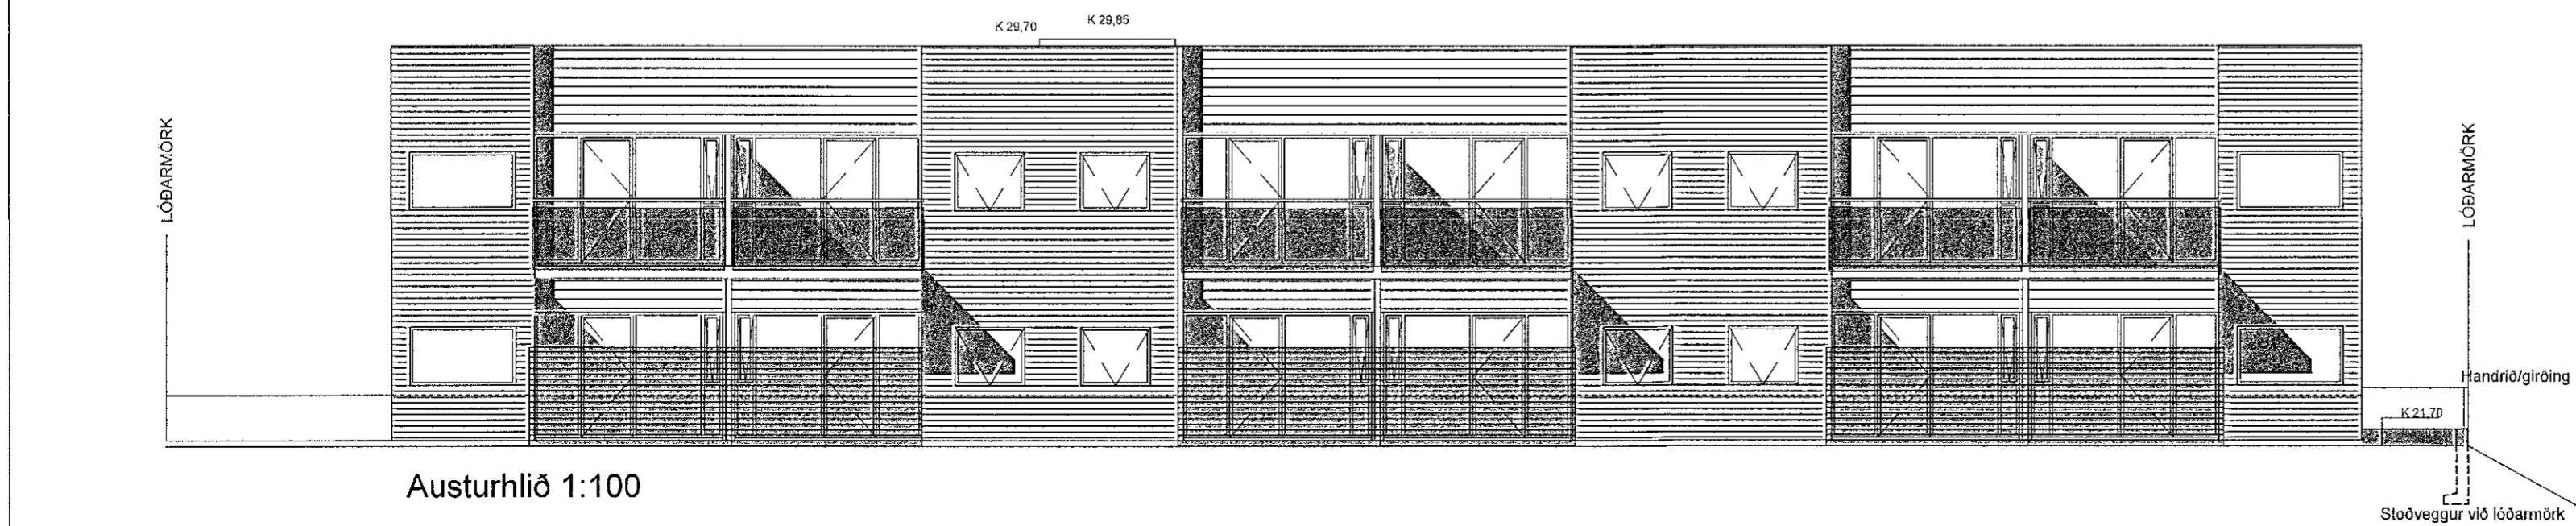 K 29,70
K 29,85
LÓÐARMÖRK
LÓÐARMÖRK
Handrið/girðing
K 21,70
Austurhlið 1:100
Stoðveggur við lóðarmörk